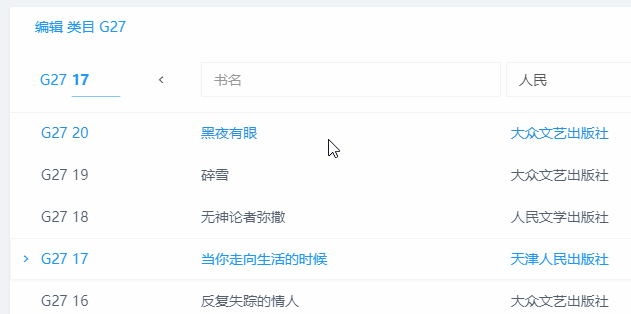 编辑 类目 G27
G27 17 < 书名 人民
G27 20 黑夜有眼 大众文艺出版社
G27 19 碎雪 大众文艺出版社
G27 18 无神论者弥撒 人民文学出版社
> G27 17 当你走向生活的时候 天津人民出版社
G27 16 反复失踪的情人 大众文艺出版社